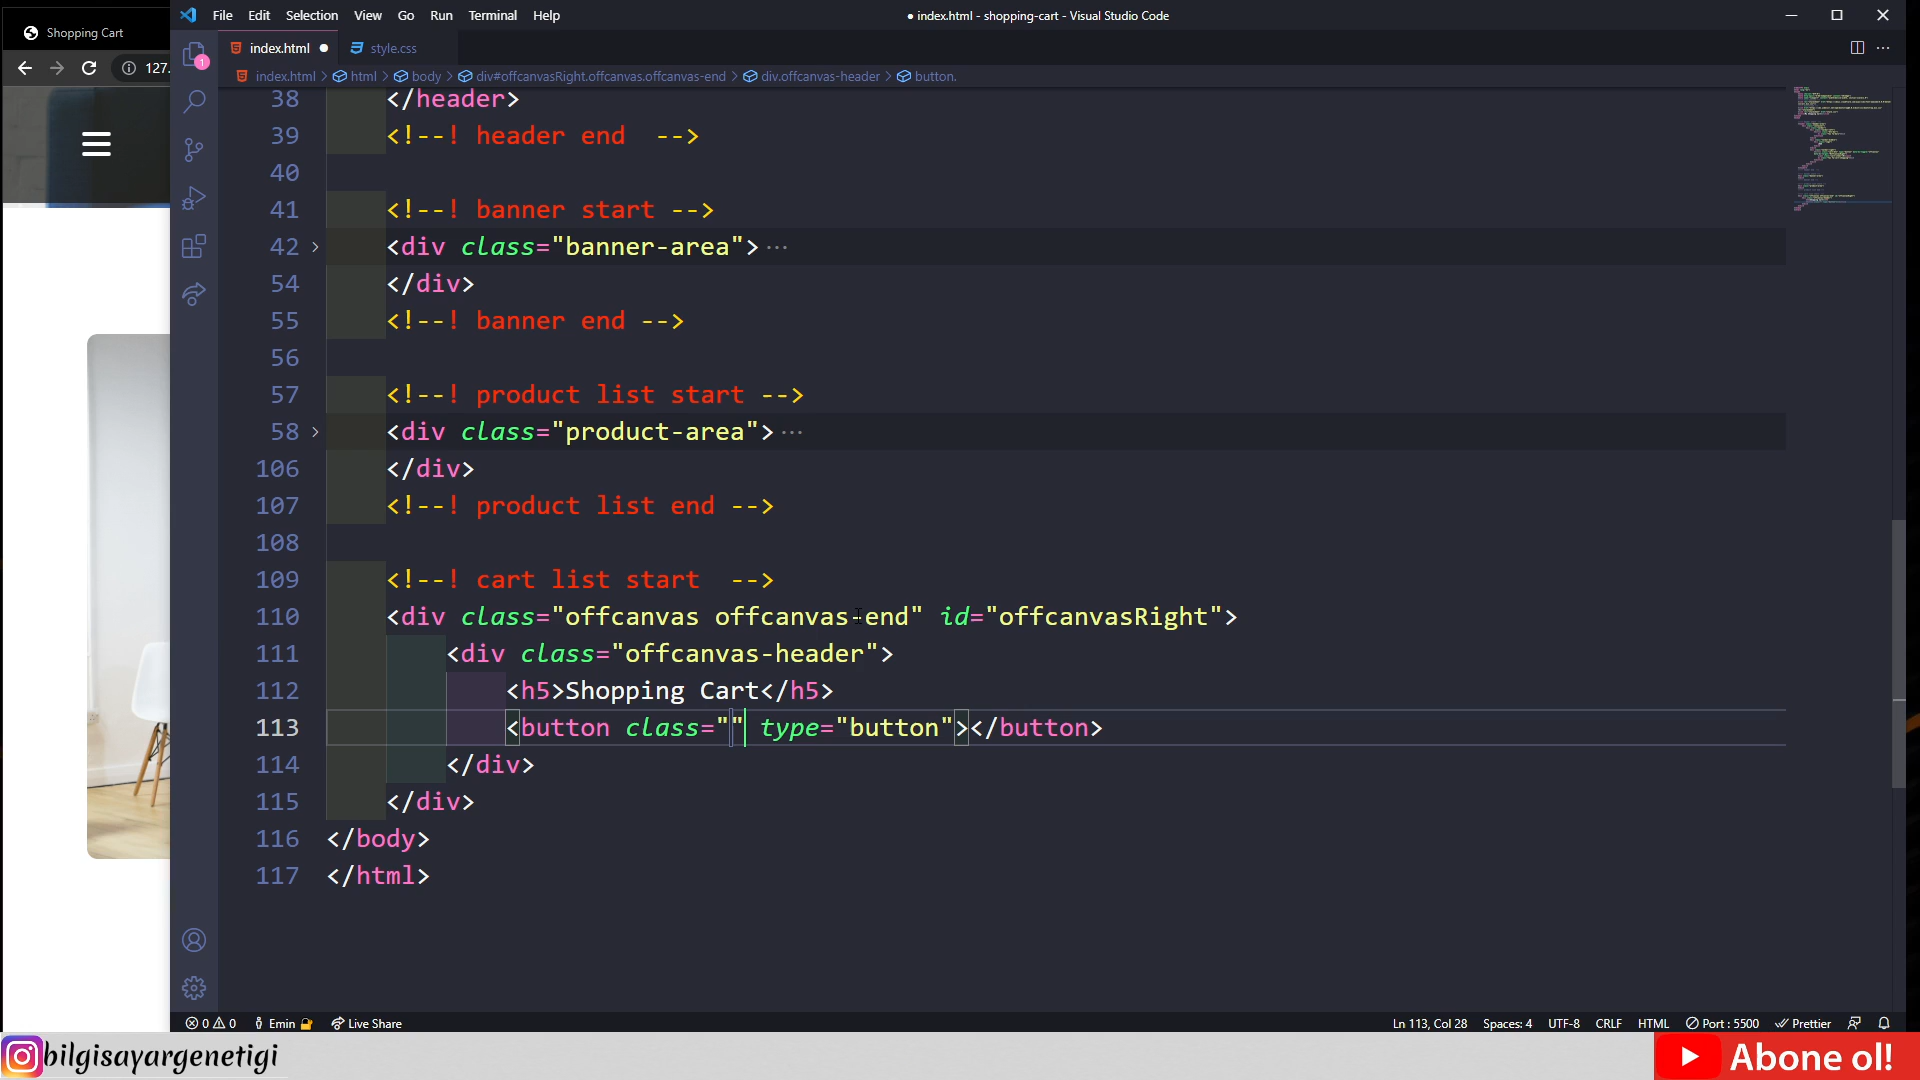 Shopping Cart
127.
File Edit Selection View Go Run Terminal Help
● index.html - shopping-cart - Visual Studio Code
1
index.html ●
style.css
index.html > html > body > div#offcanvasRight.offcanvas.offcanvas-end > div.offcanvas-header > button.
38 </header>
39 <!--! header end  -->
40
41 <!--! banner start -->
42 <div class="banner-area">···
54 </div>
55 <!--! banner end -->
56
57 <!--! product list start -->
58 <div class="product-area">···
106 </div>
107 <!--! product list end -->
108
109 <!--! cart list start  -->
110 <div class="offcanvas offcanvas-end" id="offcanvasRight">
111 <div class="offcanvas-header">
112 <h5>Shopping Cart</h5>
113 <button class="" type="button"></button>
114 </div>
115 </div>
116 </body>
117 </html>
0 0 Emin Live Share
Ln 113, Col 28 Spaces: 4 UTF-8 CRLF HTML Port : 5500 Prettier
bilgisayargenetigi
Abone ol!